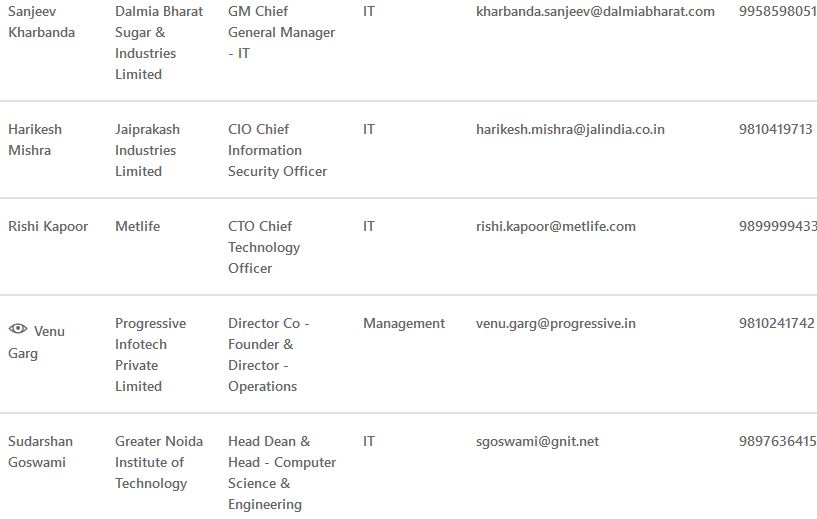 Sanjeev Kharbanda
Dalmia Bharat Sugar & Industries Limited
GM Chief General Manager - IT
IT
kharbanda.sanjeev@dalmiabharat.com
9958598051
Harikesh Mishra
Jaiprakash Industries Limited
CIO Chief Information Security Officer
IT
harikesh.mishra@jalindia.co.in
9810419713
Rishi Kapoor
Metlife
CTO Chief Technology Officer
IT
rishi.kapoor@metlife.com
9899999433
Venu Garg
Progressive Infotech Private Limited
Director Co - Founder & Director - Operations
Management
venu.garg@progressive.in
9810241742
Sudarshan Goswami
Greater Noida Institute of Technology
Head Dean & Head - Computer Science & Engineering
IT
sgoswami@gnit.net
9897636415